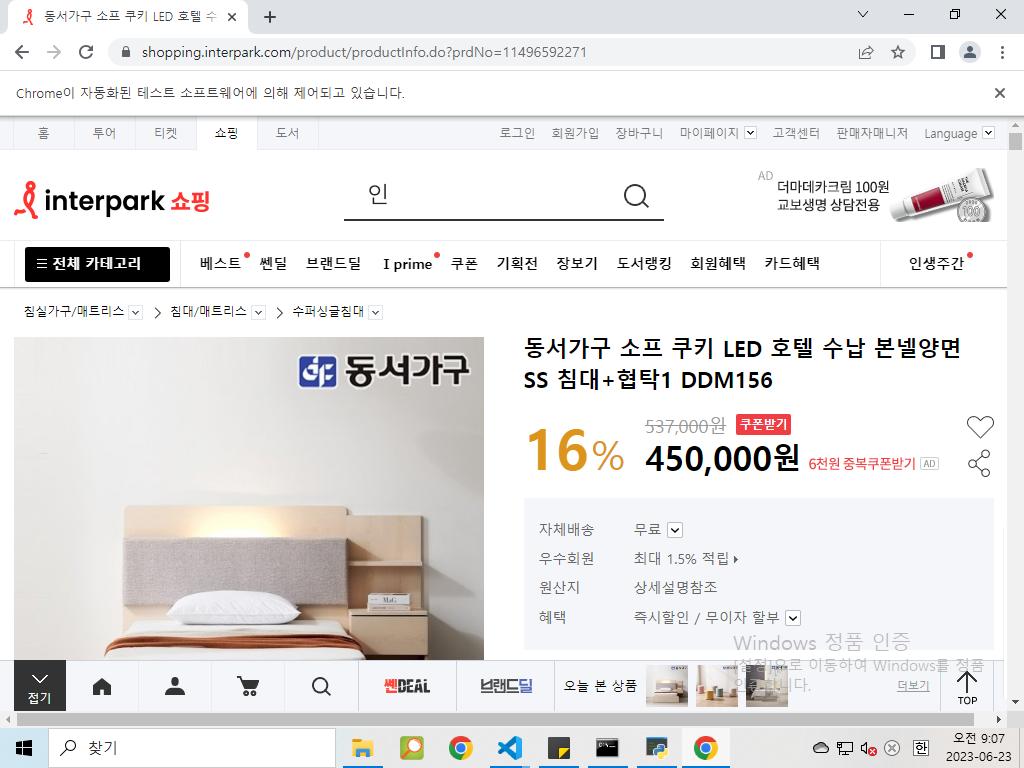 동서가구 소프 쿠키 LED 호텔 수
shopping.interpark.com/product/productInfo.do?prdNo=11496592271
Chrome이 자동화된 테스트 소프트웨어에 의해 제어되고 있습니다.
홈 투어 티켓 쇼핑 도서 로그인 회원가입 장바구니 마이페이지 고객센터 판매자매니저 Language
interpark 쇼핑
인
AD 더마데카크림 100원
교보생명 상담전용
전체 카테고리 베스트 쎈딜 브랜드딜 I prime 쿠폰 기획전 장보기 도서랭킹 회원혜택 카드혜택 인생주간
침실가구/매트리스 침대/매트리스 수퍼싱글침대
동서가구
동서가구 소프 쿠키 LED 호텔 수납 본넬양면
SS 침대+협탁1 DDM156
16%
537,000원 쿠폰받기
450,000원 6천원 중복쿠폰받기 AD
자체배송 무료
우수회원 최대 1.5% 적립
원산지 상세설명참조
혜택 즉시할인 / 무이자 할부
Windows 정품 인증
[설정]으로 이동하여 Windows를 정품
인증합니다.
접기
쎈DEAL 브랜드딜 오늘 본 상품 더보기 TOP
찾기
한
오전 9:07
2023-06-23